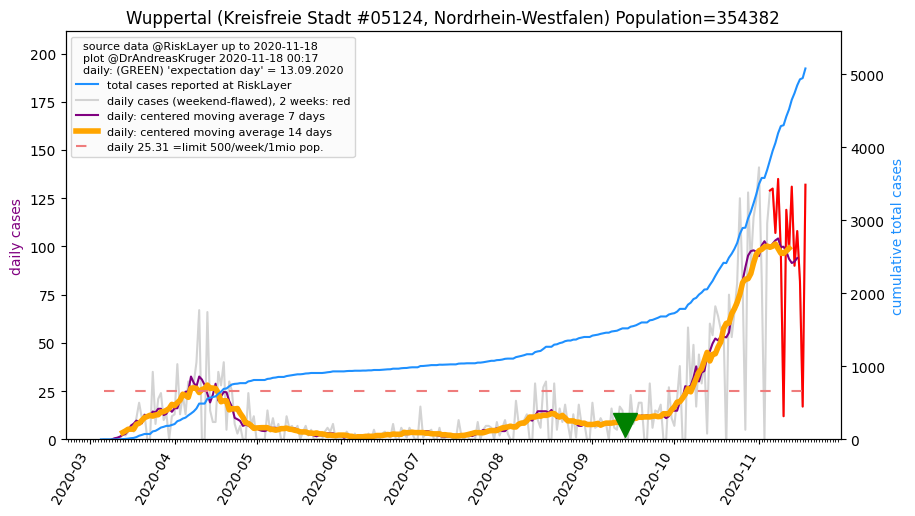 Wuppertal (Kreisfreie Stadt #05124, Nordrhein-Westfalen) Population=354382
source data @RiskLayer up to 2020-11-18
plot @DrAndreasKruger 2020-11-18 00:17
daily: (GREEN) 'expectation day' = 13.09.2020
total cases reported at RiskLayer
daily cases (weekend-flawed), 2 weeks: red
daily: centered moving average 7 days
daily: centered moving average 14 days
daily 25.31 =limit 500/week/1mio pop.
daily cases
200
175
150
125
100
75
50
25
0
cumulative total cases
5000
4000
3000
2000
1000
0
2020-03
2020-04
2020-05
2020-06
2020-07
2020-08
2020-09
2020-10
2020-11